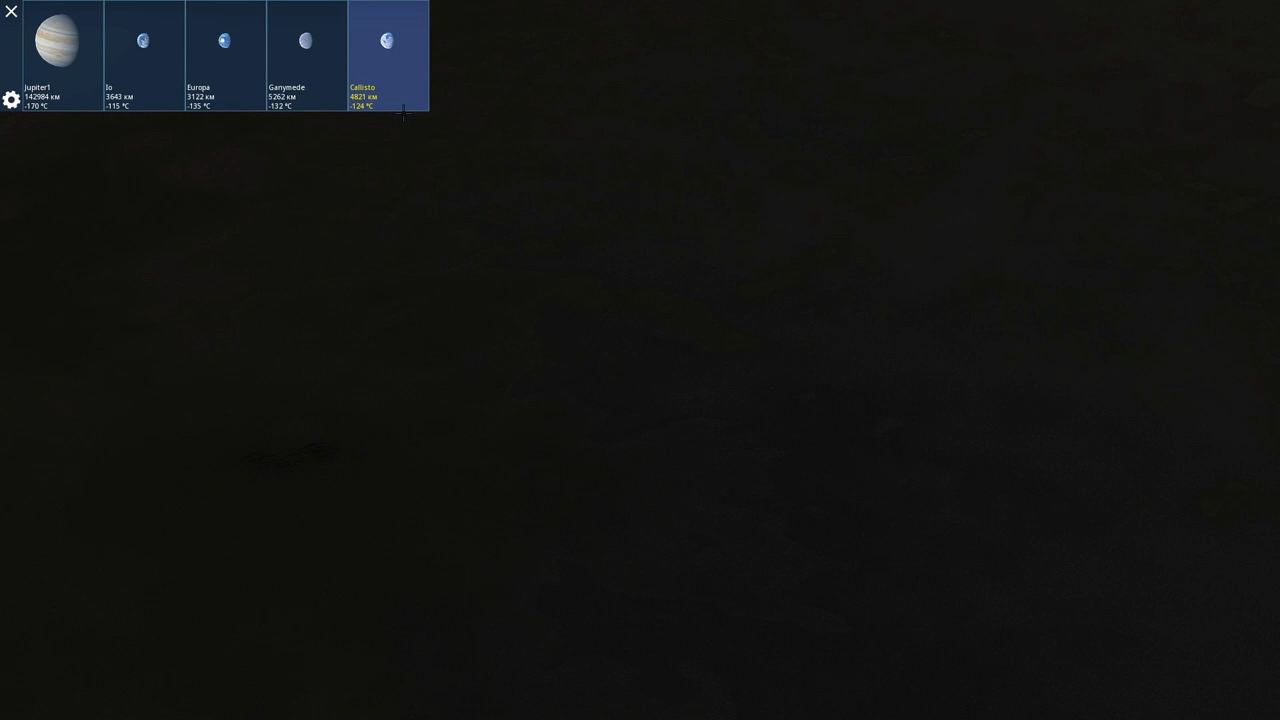 Jupiter1
142984 км
-170 °C
Io
3643 км
-115 °C
Europa
3122 км
-135 °C
Ganymede
5262 км
-132 °C
Callisto
4821 км
-124 °C